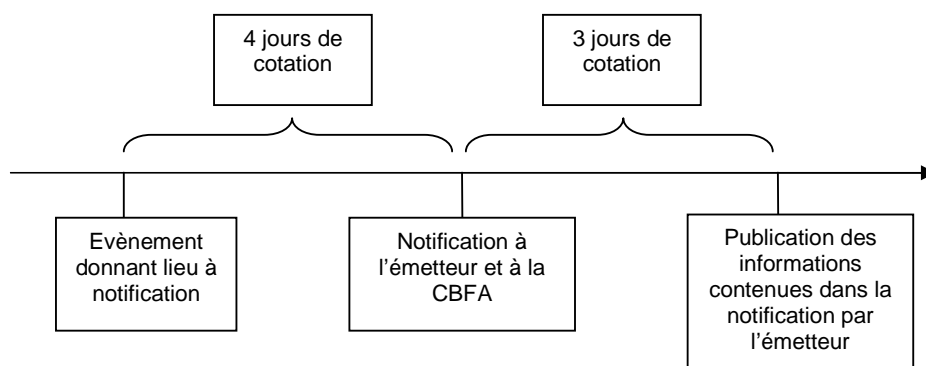 4 jours de
cotation
3 jours de
cotation
Evènement
donnant lieu à
notification
Notification à
l'émetteur et à la
CBFA
Publication des
informations
contenues dans la
notification par
l'émetteur